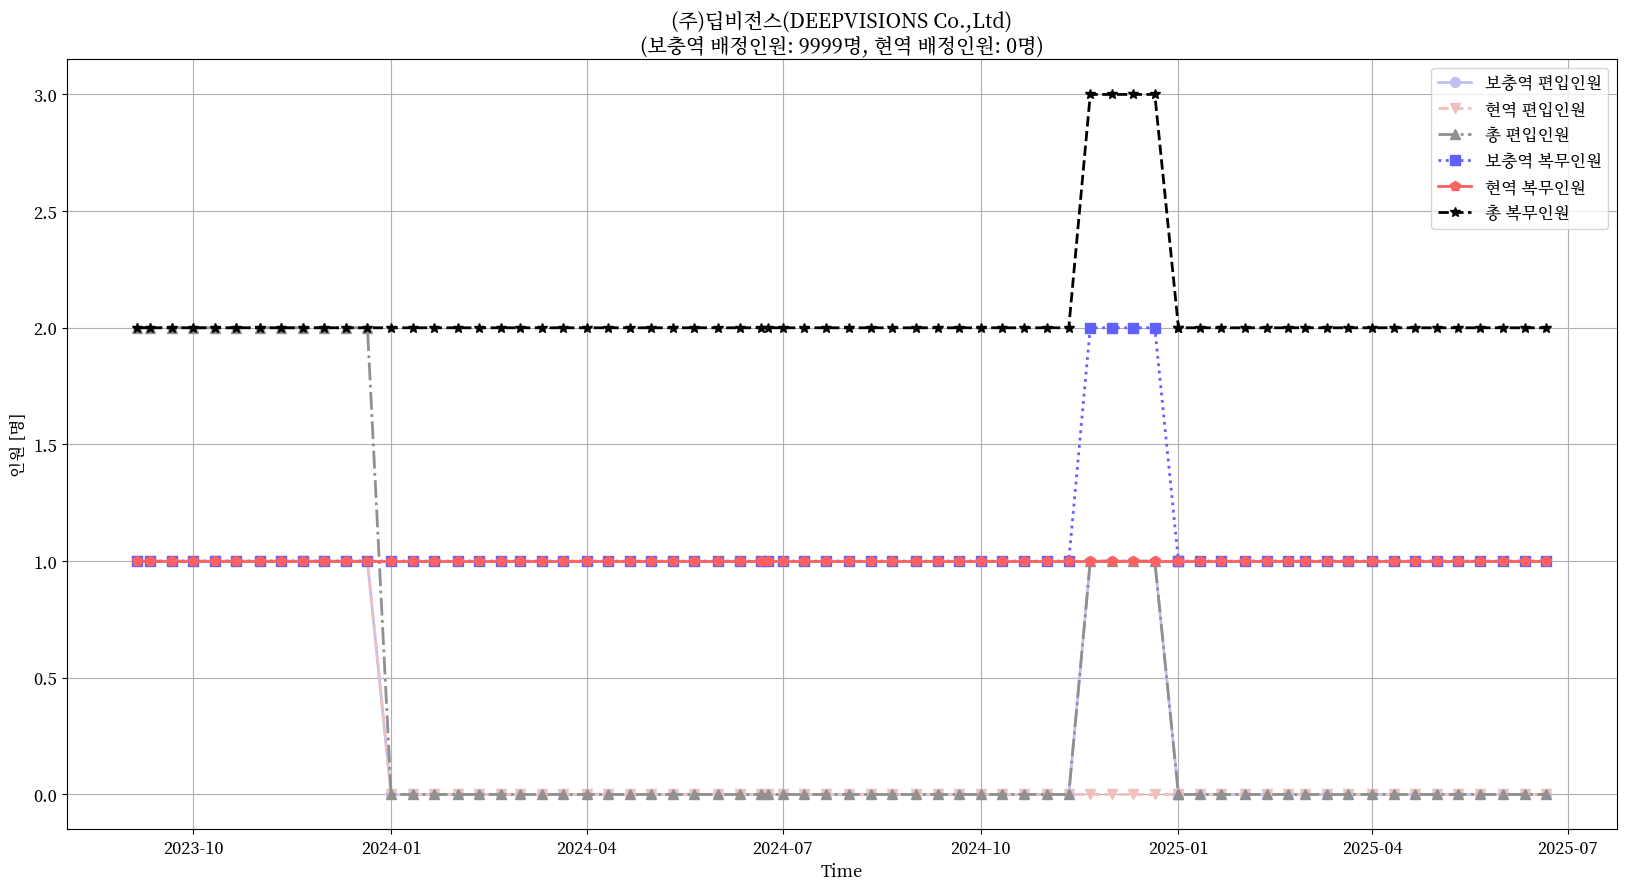 (주)딥비전스(DEEPVISIONS Co.,Ltd)
(보충역 배정인원: 9999명, 현역 배정인원: 0명)
보충역 편입인원
현역 편입인원
총 편입인원
보충역 복무인원
현역 복무인원
총 복무인원
3.0
2.5
2.0
1.5
1.0
0.5
0.0
인원 [명]
2023-10
2024-01
2024-04
2024-07
2024-10
2025-01
2025-04
2025-07
Time